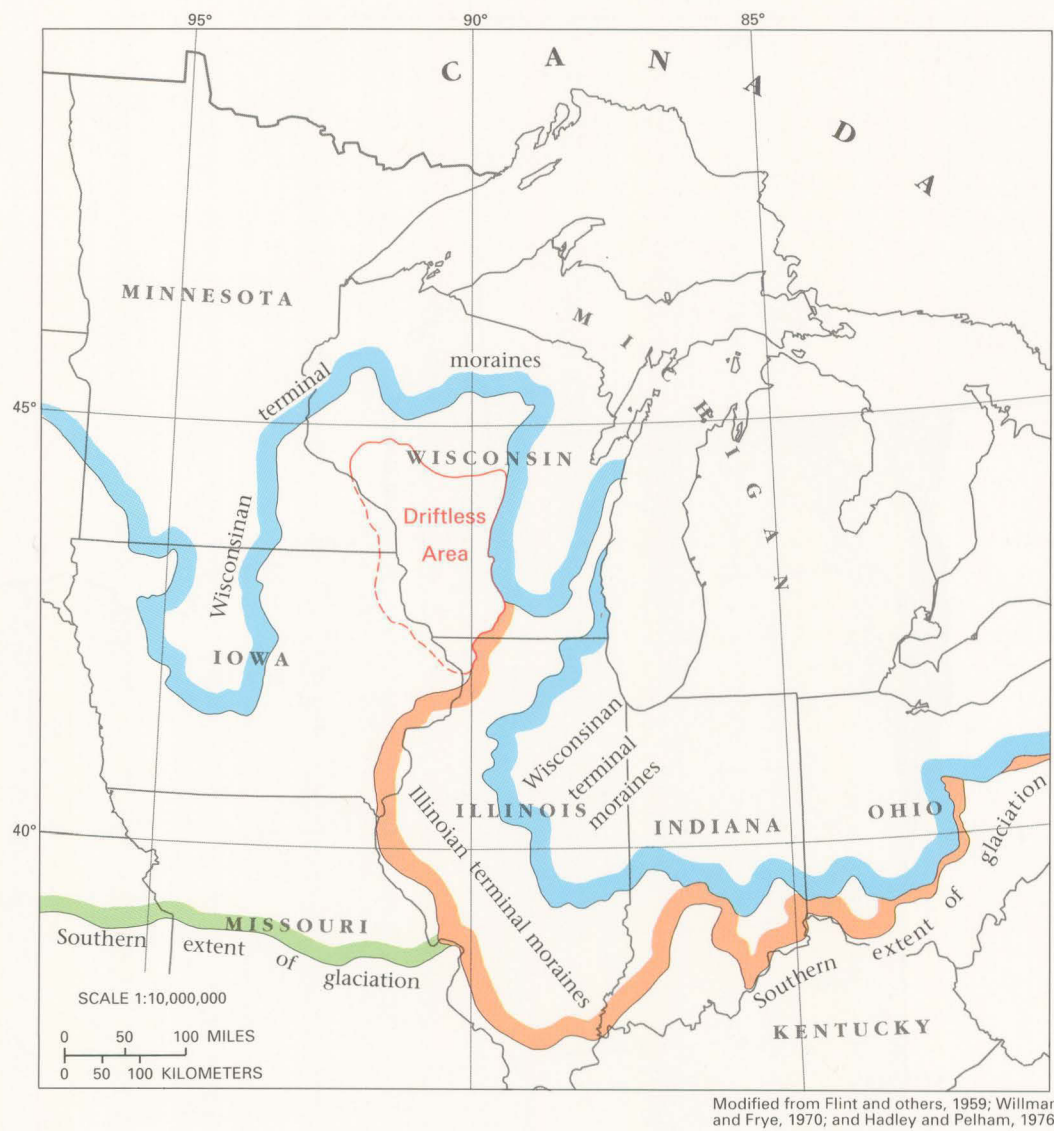 95°
90°
85°
CANADA
MINNESOTA
MICHIGAN
terminal
moraines
45°
WISCONSIN
Driftless
Area
Wisconsinan
IOWA
Wisconsinan
terminal
moraines
Illinoian terminal moraines
ILLINOIS
INDIANA
OHIO
40°
glaciation
of
extent
Southern
MISSOURI
Southern extent of glaciation
KENTUCKY
SCALE 1:10,000,000
0 50 100 MILES
0 50 100 KILOMETERS
Modified from Flint and others, 1959; Willman
and Frye, 1970; and Hadley and Pelham, 1976